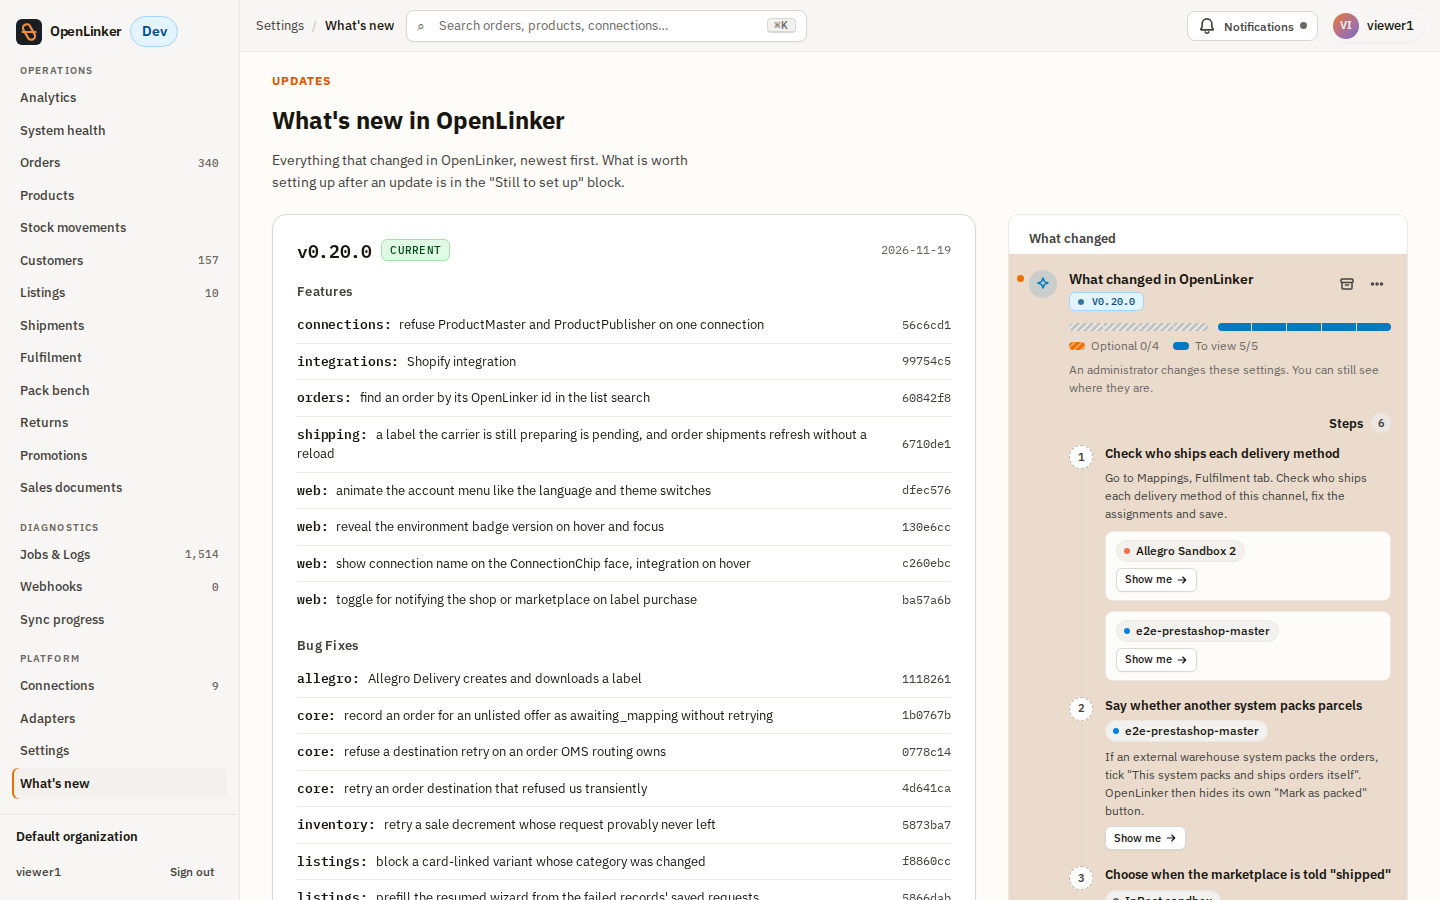 OpenLinker Dev
OPERATIONS
Analytics
System health
Orders 340
Products
Stock movements
Customers 157
Listings 10
Shipments
Fulfilment
Pack bench
Returns
Promotions
Sales documents
DIAGNOSTICS
Jobs & Logs 1,514
Webhooks 0
Sync progress
PLATFORM
Connections 9
Adapters
Settings
What's new
Default organization
viewer1 Sign out
Settings / What's new
Search orders, products, connections... ⌘K
Notifications
VI viewer1
UPDATES
What's new in OpenLinker
Everything that changed in OpenLinker, newest first. What is worth
setting up after an update is in the "Still to set up" block.
v0.20.0 CURRENT 2026-11-19
Features
connections: refuse ProductMaster and ProductPublisher on one connection 56c6cd1
integrations: Shopify integration 99754c5
orders: find an order by its OpenLinker id in the list search 60842f8
shipping: a label the carrier is still preparing is pending, and order shipments refresh without a
reload 6710de1
web: animate the account menu like the language and theme switches dfec576
web: reveal the environment badge version on hover and focus 130e6cc
web: show connection name on the ConnectionChip face, integration on hover c260ebc
web: toggle for notifying the shop or marketplace on label purchase ba57a6b
Bug Fixes
allegro: Allegro Delivery creates and downloads a label 1118261
core: record an order for an unlisted offer as awaiting_mapping without retrying 1b0767b
core: refuse a destination retry on an order OMS routing owns 0778c14
core: retry an order destination that refused us transiently 4d641ca
inventory: retry a sale decrement whose request provably never left 5873ba7
listings: block a card-linked variant whose category was changed f8860cc
listings: prefill the resumed wizard from the failed records' saved requests 5866dab
What changed
What changed in OpenLinker
V0.20.0
Optional 0/4 To view 5/5
An administrator changes these settings. You can still see
where they are.
Steps 6
1 Check who ships each delivery method
Go to Mappings, Fulfilment tab. Check who ships
each delivery method of this channel, fix the
assignments and save.
Allegro Sandbox 2
Show me →
e2e-prestashop-master
Show me →
2 Say whether another system packs parcels
e2e-prestashop-master
If an external warehouse system packs the orders,
tick "This system packs and ships orders itself".
OpenLinker then hides its own "Mark as packed"
button.
Show me →
3 Choose when the marketplace is told "shipped"
InPost sandbox